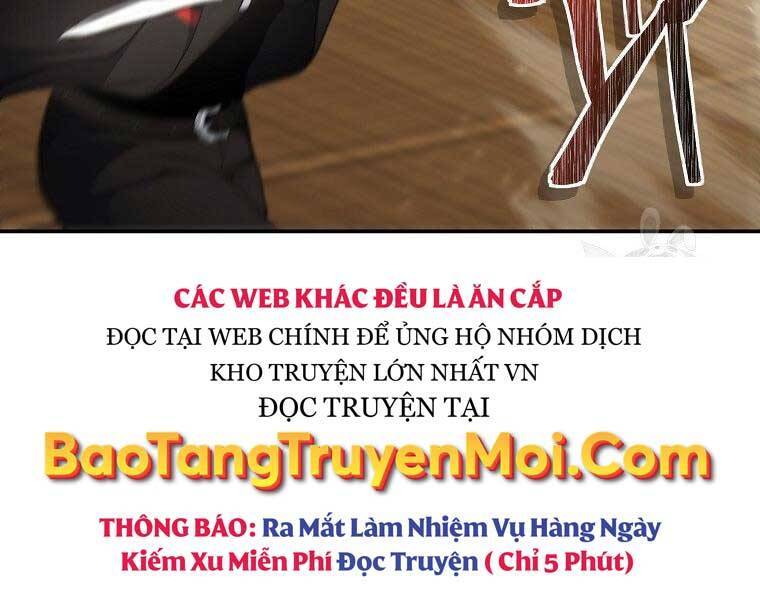 CÁC WEB KHÁC ĐỀU LÀ ĂN CẮP
ĐỌC TẠI WEB CHÍNH ĐỂ ỦNG HỘ NHÓM DỊCH
KHO TRUYỆN LỚN NHẤT VN
ĐỌC TRUYỆN TẠI
BaoTangTruyenMoi.Com
THÔNG BÁO: Ra Mắt Làm Nhiệm Vụ Hàng Ngày
Kiếm Xu Miễn Phí Đọc Truyện ( Chỉ 5 Phút)